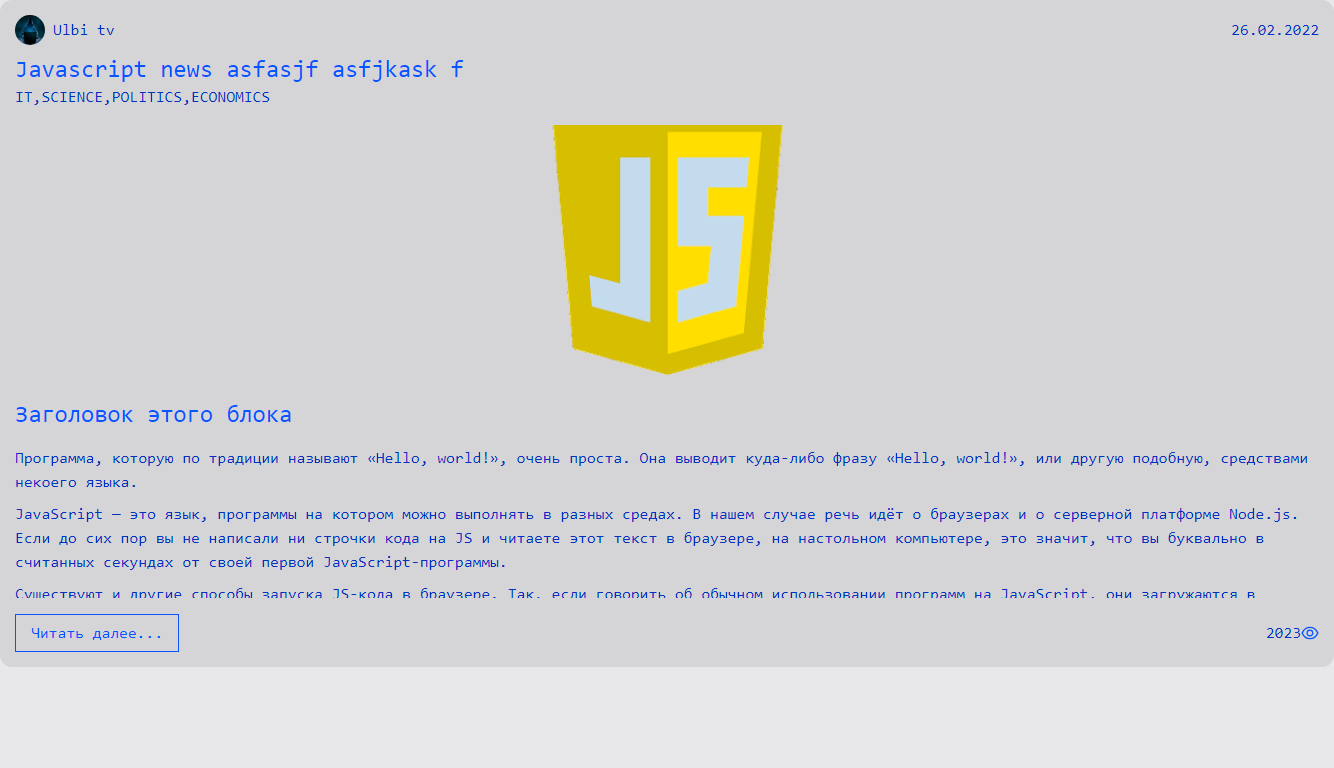 Ulbi tv
26.02.2022
Javascript news asfasjf asfjkask f
IT,SCIENCE,POLITICS,ECONOMICS
JS
Заголовок этого блока
Программа, которую по традиции называют «Hello, world!», очень проста. Она выводит куда-либо фразу «Hello, world!», или другую подобную, средствами
некоего языка.
JavaScript — это язык, программы на котором можно выполнять в разных средах. В нашем случае речь идёт о браузерах и о серверной платформе Node.js.
Если до сих пор вы не написали ни строчки кода на JS и читаете этот текст в браузере, на настольном компьютере, это значит, что вы буквально в
считанных секундах от своей первой JavaScript-программы.
Существуют и другие способы запуска JS-кода в браузере. Так, если говорить об обычном использовании программ на JavaScript, они загружаются в
Читать далее...
2023